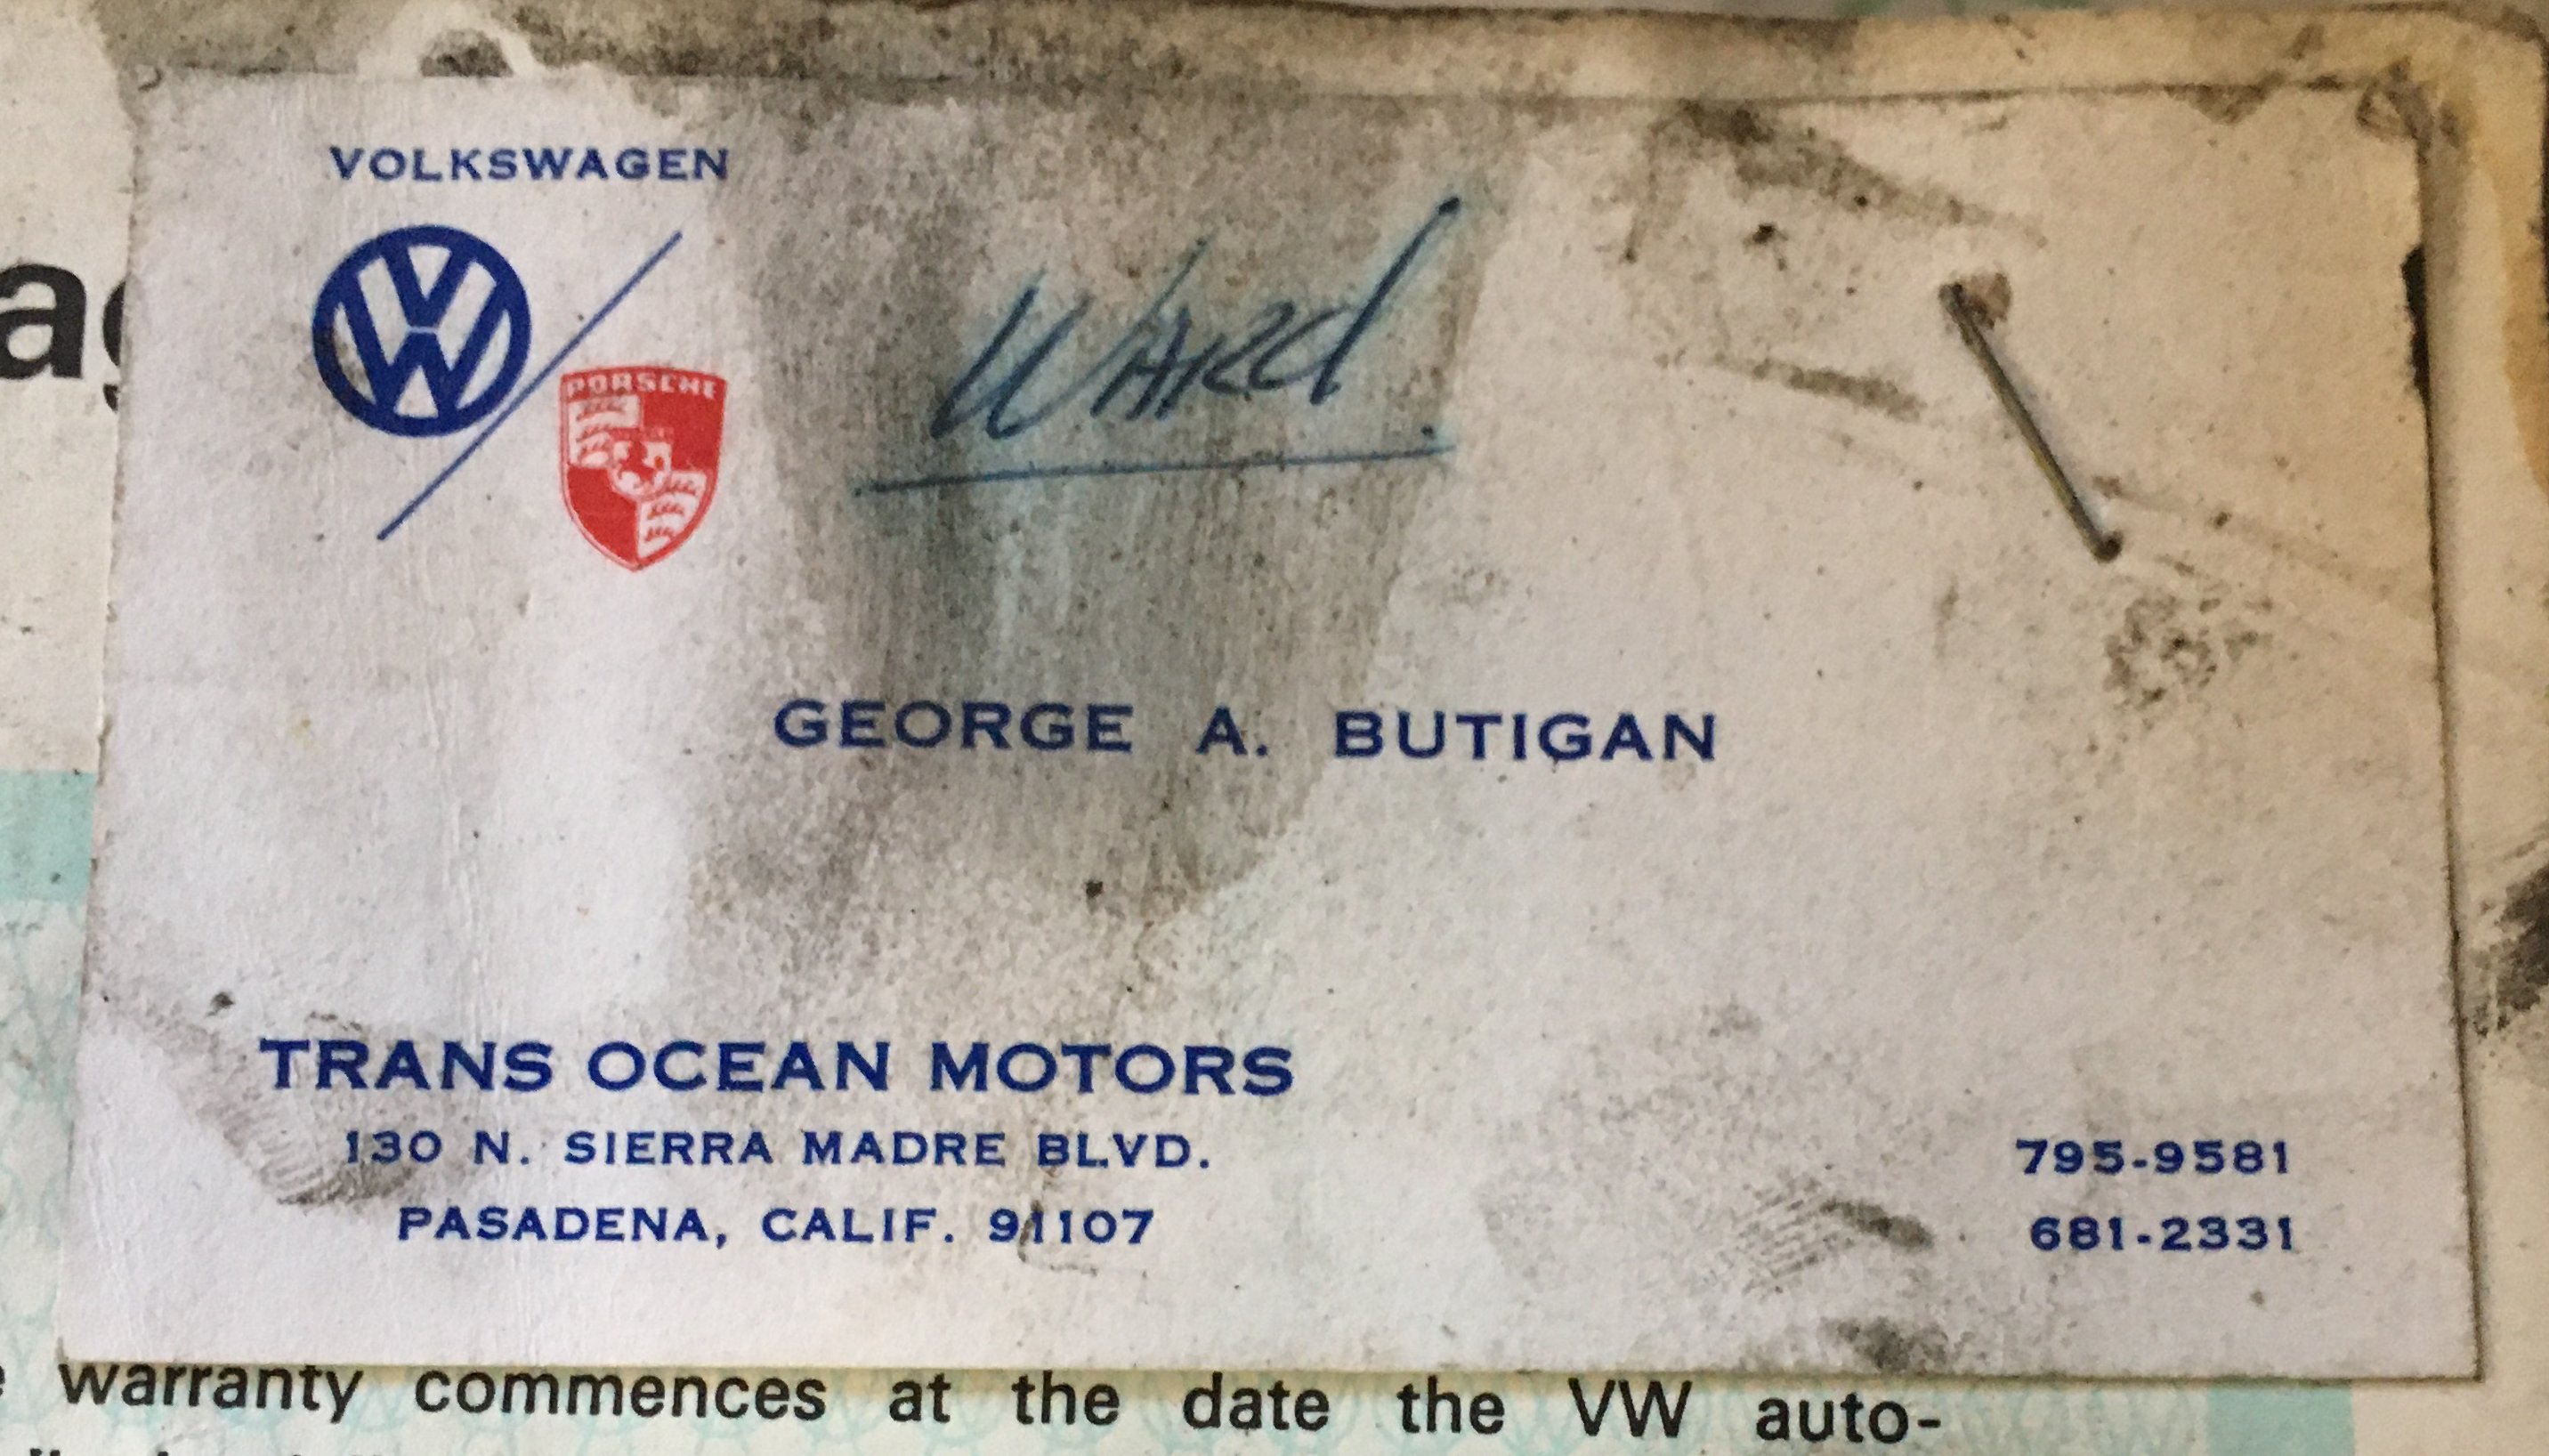 VOLKSWAGEN
PORSCHE
WARd
GEORGE A. BUTIGAN
TRANS OCEAN MOTORS
130 N. SIERRA MADRE BLVD.
PASADENA, CALIF. 91107
795-9581
681-2331
warranty commences at the date the VW auto-